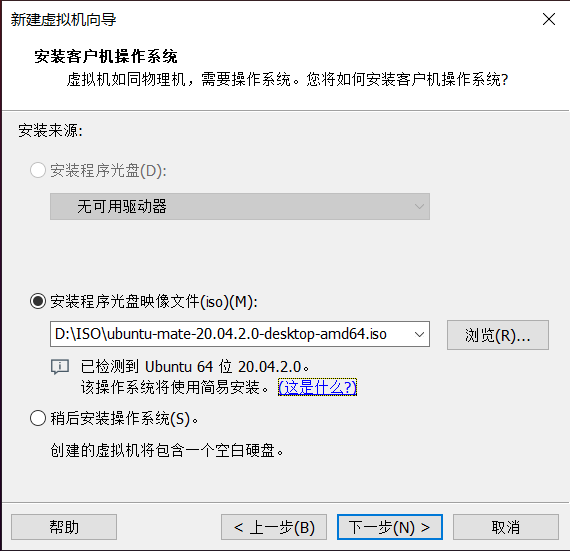 新建虚拟机向导
安装客户机操作系统
虚拟机如同物理机，需要操作系统。您将如何安装客户机操作系统?
安装来源:
安装程序光盘(D):
无可用驱动器
安装程序光盘映像文件(iso)(M):
D:\ISO\ubuntu-mate-20.04.2.0-desktop-amd64.iso
浏览(R)...
已检测到 Ubuntu 64 位 20.04.2.0。
该操作系统将使用简易安装。(这是什么?)
稍后安装操作系统(S)。
创建的虚拟机将包含一个空白硬盘。
帮助
< 上一步(B)
下一步(N) >
取消